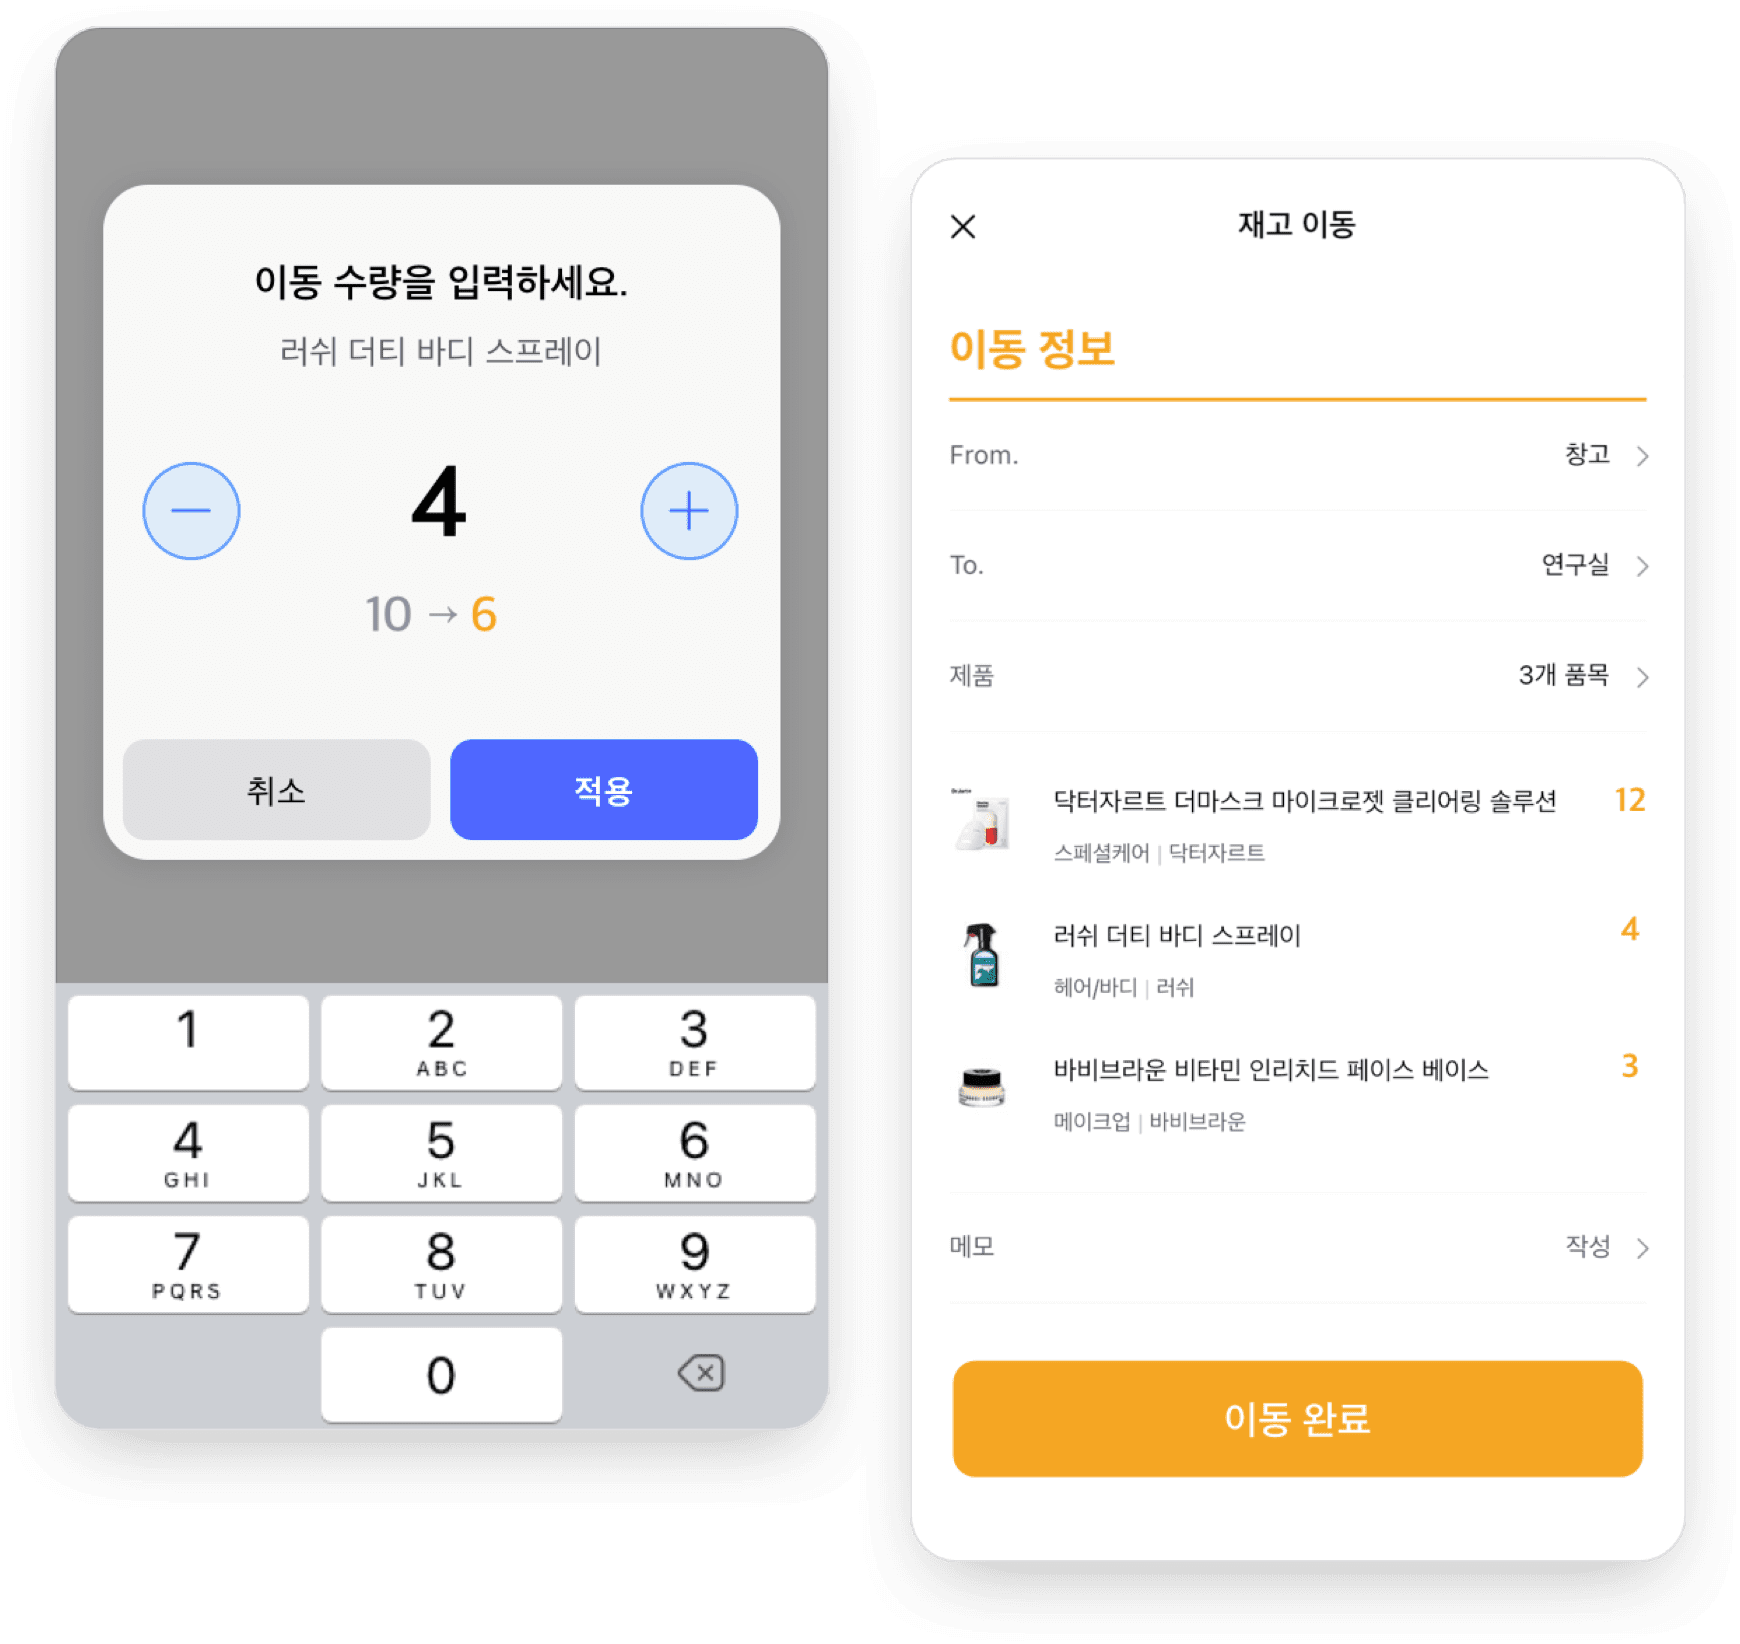 이동 수량을 입력하세요.
러쉬 더티 바디 스프레이
4
10 → 6
취소 적용
1 2 3
ABC DEF
4 5 6
GHI JKL MNO
7 8 9
PQRS TUV WXYZ
0
재고 이동
이동 정보
From. 창고
To. 연구실
제품 3개 품목
닥터자르트 더마스크 마이크로젯 클리어링 솔루션 12
스페셜케어 | 닥터자르트
러쉬 더티 바디 스프레이 4
헤어/바디 | 러쉬
바비브라운 비타민 인리치드 페이스 베이스 3
메이크업 | 바비브라운
메모 작성
이동 완료